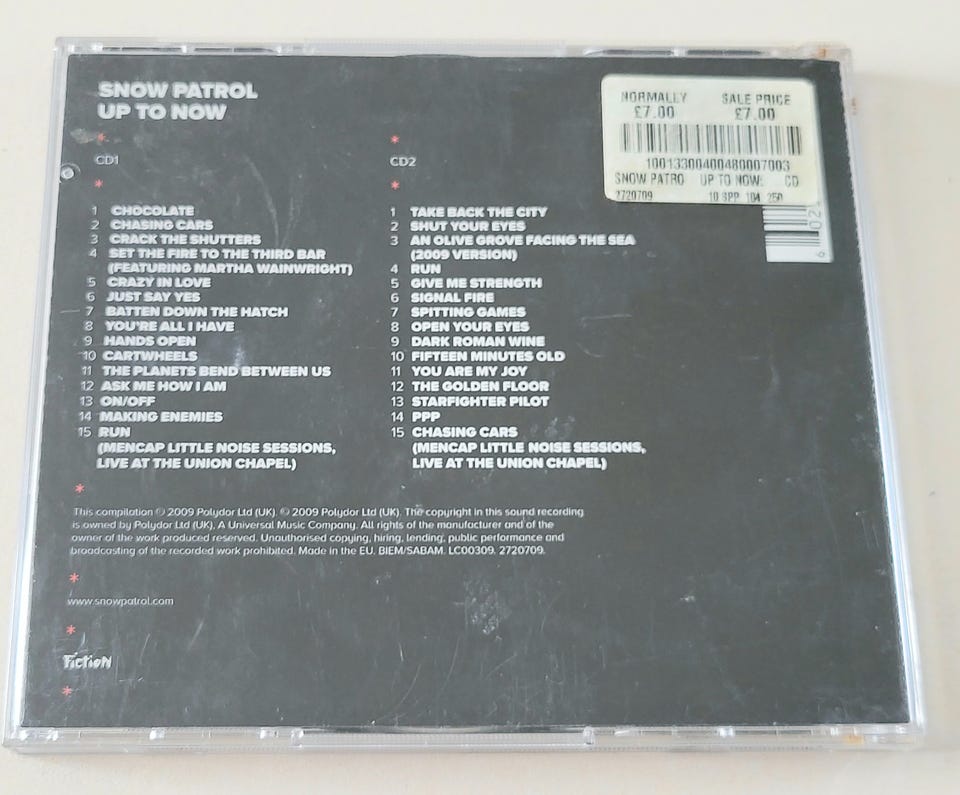 SNOW PATROL
UP TO NOW
NORMALLY SALE PRICE
£7.00 £7.00
10013300400480007003
SNOW PATRO UP TO NOW: CD
2720709 10 SPP 104 250
*
CD1
*
1 CHOCOLATE
2 CHASING CARS
3 CRACK THE SHUTTERS
4 SET THE FIRE TO THE THIRD BAR
(FEATURING MARTHA WAINWRIGHT)
5 CRAZY IN LOVE
6 JUST SAY YES
7 BATTEN DOWN THE HATCH
8 YOU'RE ALL I HAVE
9 HANDS OPEN
10 CARTWHEELS
11 THE PLANETS BEND BETWEEN US
12 ASK ME HOW I AM
13 ON/OFF
14 MAKING ENEMIES
15 RUN
(MENCAP LITTLE NOISE SESSIONS,
LIVE AT THE UNION CHAPEL)
*
CD2
*
1 TAKE BACK THE CITY
2 SHUT YOUR EYES
3 AN OLIVE GROVE FACING THE SEA
(2009 VERSION)
4 RUN
5 GIVE ME STRENGTH
6 SIGNAL FIRE
7 SPITTING GAMES
8 OPEN YOUR EYES
9 DARK ROMAN WINE
10 FIFTEEN MINUTES OLD
11 YOU ARE MY JOY
12 THE GOLDEN FLOOR
13 STARFIGHTER PILOT
14 PPP
15 CHASING CARS
(MENCAP LITTLE NOISE SESSIONS,
LIVE AT THE UNION CHAPEL)
*
This compilation ℗ 2009 Polydor Ltd (UK). © 2009 Polydor Ltd (UK). The copyright in this sound recording
is owned by Polydor Ltd (UK), A Universal Music Company. All rights of the manufacturer and of the
owner of the work produced reserved. Unauthorised copying, hiring, lending, public performance and
broadcasting of the recorded work prohibited. Made in the EU. BIEM/SABAM. LC00309. 2720709.
*
www.snowpatrol.com
*
Fiction
*